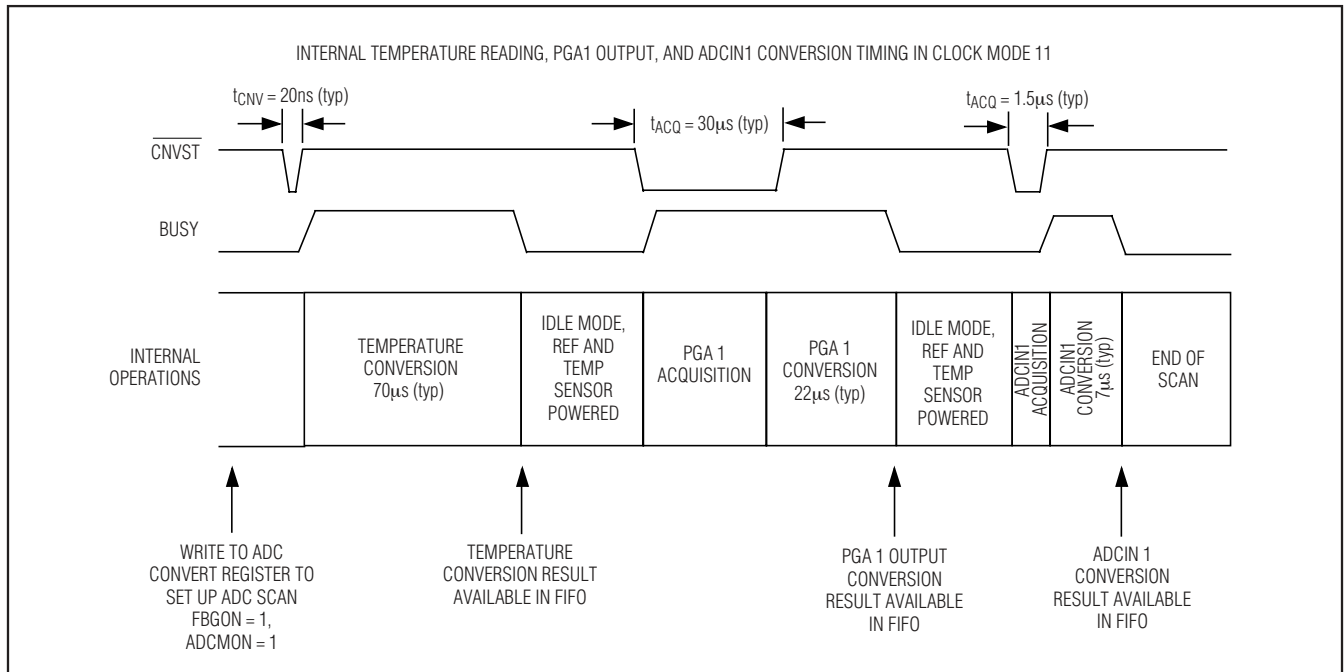 INTERNAL TEMPERATURE READING, PGA1 OUTPUT, AND ADCIN1 CONVERSION TIMING IN CLOCK MODE 11
tCNV = 20ns (typ)
tACQ = 30µs (typ)
tACQ = 1.5µs (typ)
CNVST
BUSY
INTERNAL
OPERATIONS
TEMPERATURE
CONVERSION
70µs (typ)
IDLE MODE,
REF AND
TEMP
SENSOR
POWERED
PGA 1
ACQUISITION
PGA 1
CONVERSION
22µs (typ)
IDLE MODE,
REF AND
TEMP
SENSOR
POWERED
ADCIN1
ACQUISITION
ADCIN1
CONVERSION
7µs (typ)
END OF
SCAN
WRITE TO ADC
CONVERT REGISTER TO
SET UP ADC SCAN
FBGON = 1,
ADCMON = 1
TEMPERATURE
CONVERSION RESULT
AVAILABLE IN FIFO
PGA 1 OUTPUT
CONVERSION
RESULT AVAILABLE
IN FIFO
ADCIN 1
CONVERSION
RESULT AVAILABLE
IN FIFO